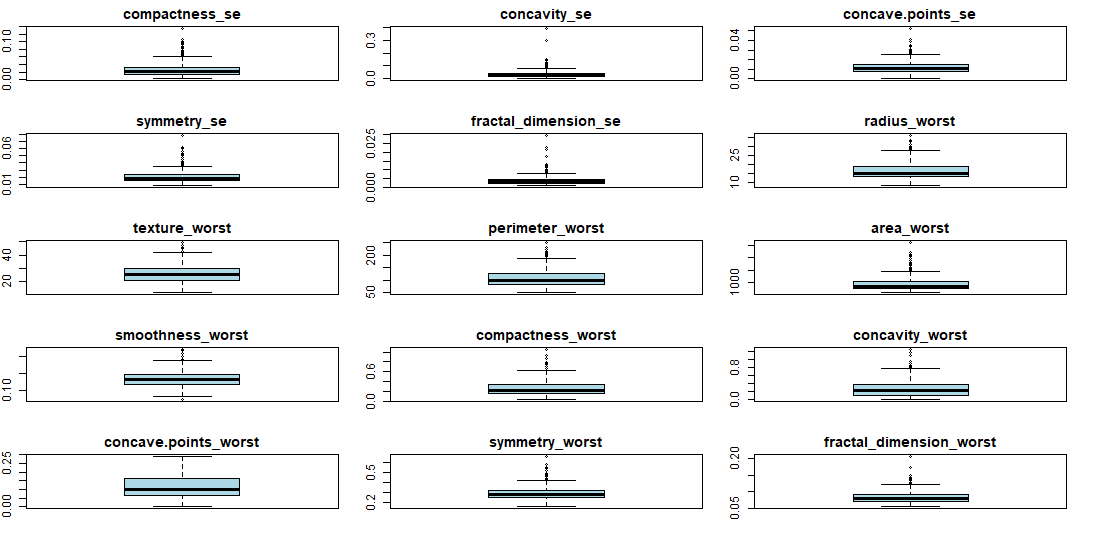 compactness_se concavity_se concave.points_se
0.10 0.3 0.04
0.00 0.0 0.00
symmetry_se fractal_dimension_se radius_worst
0.06 0.025 25
0.01 0.000 10
texture_worst perimeter_worst area_worst
40 200 1000
20 50
smoothness_worst compactness_worst concavity_worst
0.10 0.6 0.8
0.0 0.0
concave.points_worst symmetry_worst fractal_dimension_worst
0.25 0.5 0.20
0.00 0.2 0.05